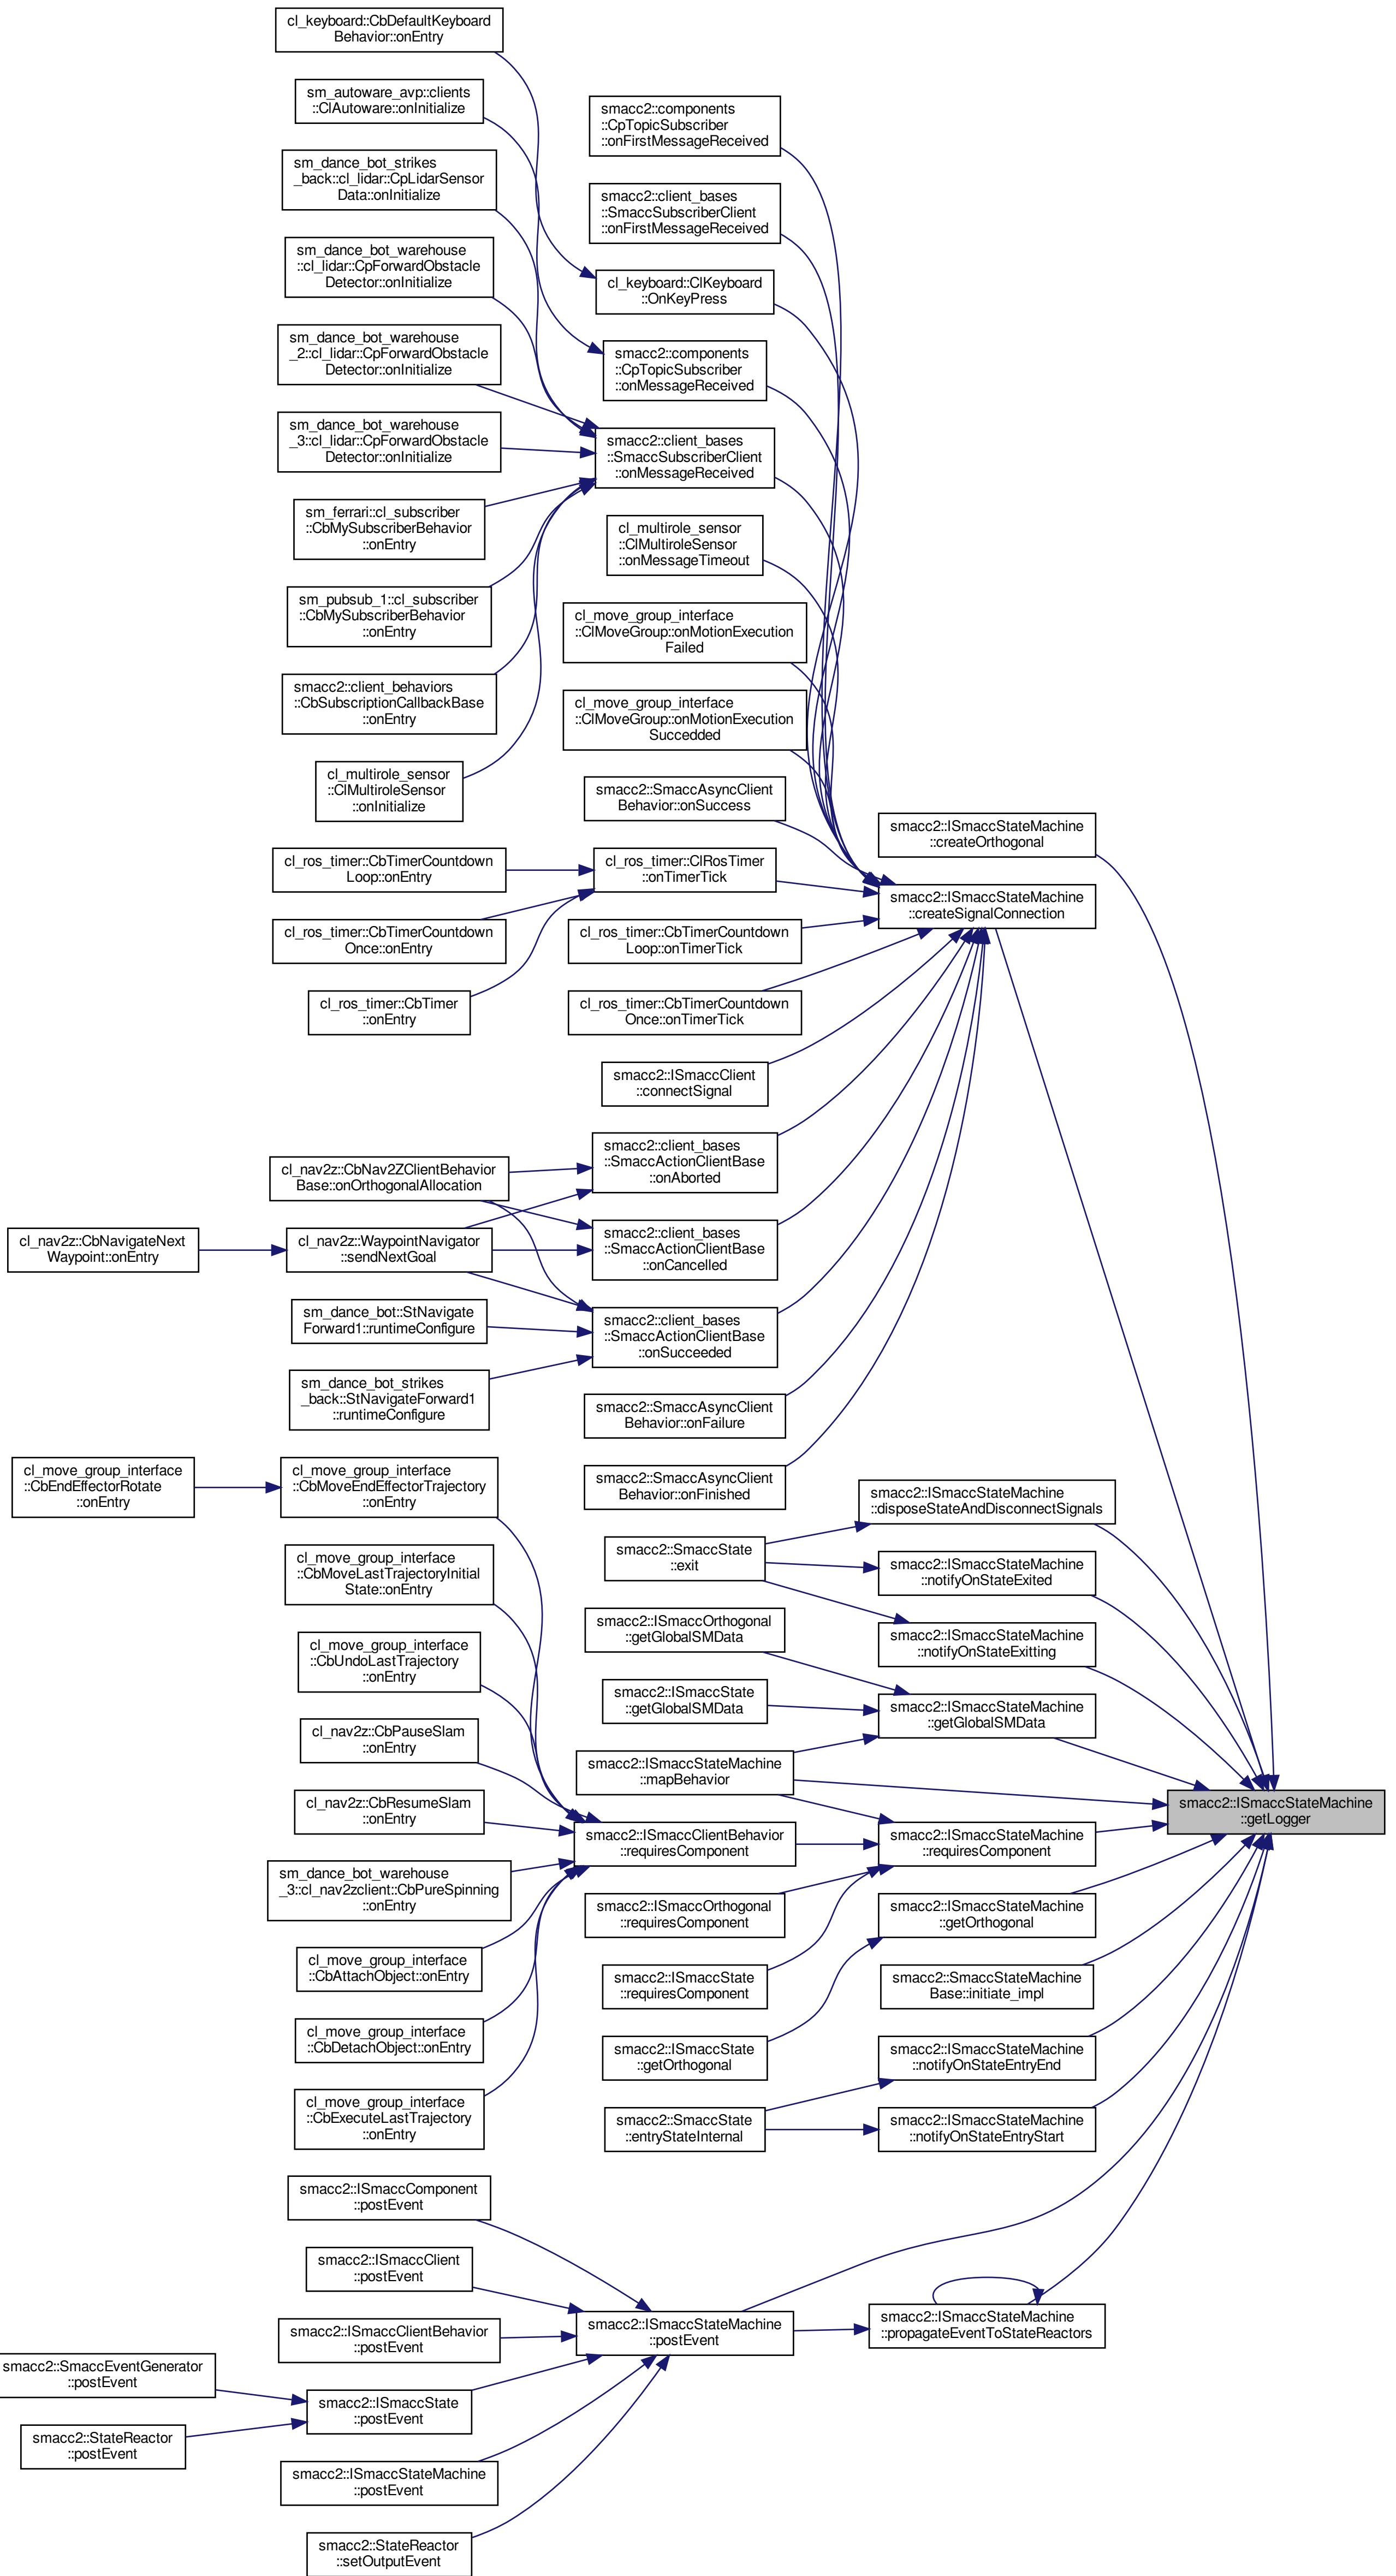 cl_keyboard::CbDefaultKeyboard
Behavior::onEntry
sm_autoware_avp::clients
::ClAutoware::onInitialize
sm_dance_bot_strikes
_back::cl_lidar::CpLidarSensor
Data::onInitialize
sm_dance_bot_warehouse
::cl_lidar::CpForwardObstacle
Detector::onInitialize
sm_dance_bot_warehouse
_2::cl_lidar::CpForwardObstacle
Detector::onInitialize
sm_dance_bot_warehouse
_3::cl_lidar::CpForwardObstacle
Detector::onInitialize
sm_ferrari::cl_subscriber
::CbMySubscriberBehavior
::onEntry
sm_pubsub_1::cl_subscriber
::CbMySubscriberBehavior
::onEntry
smacc2::client_behaviors
::CbSubscriptionCallbackBase
::onEntry
cl_multirole_sensor
::ClMultiroleSensor
::onInitialize
cl_ros_timer::CbTimerCountdown
Loop::onEntry
cl_ros_timer::CbTimerCountdown
Once::onEntry
cl_ros_timer::CbTimer
::onEntry
cl_nav2z::CbNav2ZClientBehavior
Base::onOrthogonalAllocation
cl_nav2z::CbNavigateNext
Waypoint::onEntry
cl_nav2z::WaypointNavigator
::sendNextGoal
sm_dance_bot::StNavigate
Forward1::runtimeConfigure
sm_dance_bot_strikes
_back::StNavigateForward1
::runtimeConfigure
cl_move_group_interface
::CbEndEffectorRotate
::onEntry
cl_move_group_interface
::CbMoveEndEffectorTrajectory
::onEntry
cl_move_group_interface
::CbMoveLastTrajectoryInitial
State::onEntry
cl_move_group_interface
::CbUndoLastTrajectory
::onEntry
cl_nav2z::CbPauseSlam
::onEntry
cl_nav2z::CbResumeSlam
::onEntry
sm_dance_bot_warehouse
_3::cl_nav2zclient::CbPureSpinning
::onEntry
cl_move_group_interface
::CbAttachObject::onEntry
cl_move_group_interface
::CbDetachObject::onEntry
cl_move_group_interface
::CbExecuteLastTrajectory
::onEntry
smacc2::ISmaccComponent
::postEvent
smacc2::ISmaccClient
::postEvent
smacc2::ISmaccClientBehavior
::postEvent
smacc2::SmaccEventGenerator
::postEvent
smacc2::StateReactor
::postEvent
smacc2::ISmaccState
::postEvent
smacc2::ISmaccStateMachine
::postEvent
smacc2::StateReactor
::setOutputEvent
smacc2::components
::CpTopicSubscriber
::onFirstMessageReceived
smacc2::client_bases
::SmaccSubscriberClient
::onFirstMessageReceived
cl_keyboard::ClKeyboard
::OnKeyPress
smacc2::components
::CpTopicSubscriber
::onMessageReceived
smacc2::client_bases
::SmaccSubscriberClient
::onMessageReceived
cl_multirole_sensor
::ClMultiroleSensor
::onMessageTimeout
cl_move_group_interface
::ClMoveGroup::onMotionExecution
Failed
cl_move_group_interface
::ClMoveGroup::onMotionExecution
Succedded
smacc2::SmaccAsyncClient
Behavior::onSuccess
cl_ros_timer::ClRosTimer
::onTimerTick
cl_ros_timer::CbTimerCountdown
Loop::onTimerTick
cl_ros_timer::CbTimerCountdown
Once::onTimerTick
smacc2::ISmaccClient
::connectSignal
smacc2::client_bases
::SmaccActionClientBase
::onAborted
smacc2::client_bases
::SmaccActionClientBase
::onCancelled
smacc2::client_bases
::SmaccActionClientBase
::onSucceeded
smacc2::SmaccAsyncClient
Behavior::onFailure
smacc2::SmaccAsyncClient
Behavior::onFinished
smacc2::SmaccState
::exit
smacc2::ISmaccOrthogonal
::getGlobalSMData
smacc2::ISmaccState
::getGlobalSMData
smacc2::ISmaccStateMachine
::mapBehavior
smacc2::ISmaccClientBehavior
::requiresComponent
smacc2::ISmaccOrthogonal
::requiresComponent
smacc2::ISmaccState
::requiresComponent
smacc2::ISmaccState
::getOrthogonal
smacc2::SmaccState
::entryStateInternal
smacc2::ISmaccStateMachine
::postEvent
smacc2::ISmaccStateMachine
::createOrthogonal
smacc2::ISmaccStateMachine
::createSignalConnection
smacc2::ISmaccStateMachine
::disposeStateAndDisconnectSignals
smacc2::ISmaccStateMachine
::notifyOnStateExited
smacc2::ISmaccStateMachine
::notifyOnStateExitting
smacc2::ISmaccStateMachine
::getGlobalSMData
smacc2::ISmaccStateMachine
::requiresComponent
smacc2::ISmaccStateMachine
::getOrthogonal
smacc2::SmaccStateMachine
Base::initiate_impl
smacc2::ISmaccStateMachine
::notifyOnStateEntryEnd
smacc2::ISmaccStateMachine
::notifyOnStateEntryStart
smacc2::ISmaccStateMachine
::propagateEventToStateReactors
smacc2::ISmaccStateMachine
::getLogger